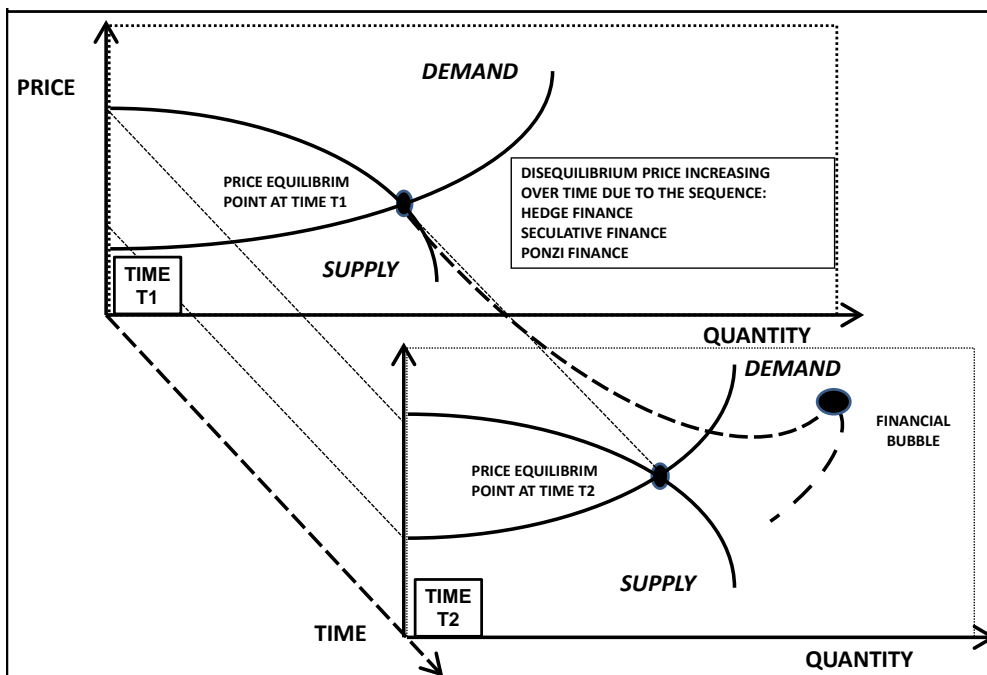 DEMAND
PRICE
PRICE EQUILIBRIM
POINT AT TIME T1
DISEQUILIBRIUM PRICE INCREASING
OVER TIME DUE TO THE SEQUENCE:
HEDGE FINANCE
SECULATIVE FINANCE
PONZI FINANCE
SUPPLY
TIME
T1
QUANTITY
DEMAND
FINANCIAL
BUBBLE
PRICE EQUILIBRIM
POINT AT TIME T2
SUPPLY
TIME
T2
TIME
QUANTITY